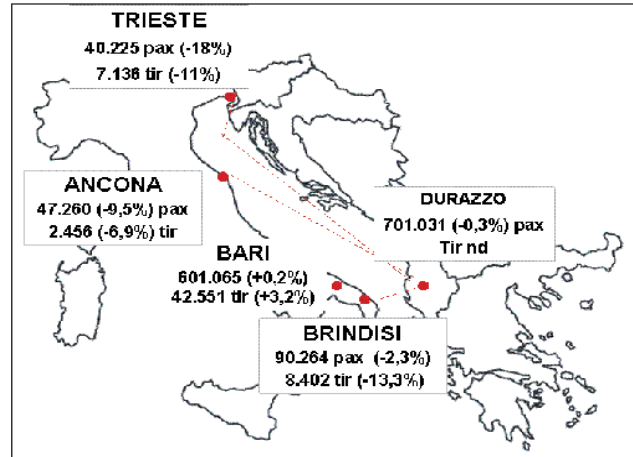 TRIESTE
40.225 pax (-18%)
7.136 tir (-11%)
ANCONA
47.260 (-9,5%) pax
2.456 (-6,9%) tir
DURAZZO
701.031 (-0,3%) pax
Tir nd
BARI
601.065 (+0,2%)
42.551 tir (+3,2%)
BRINDISI
90.264 pax (-2,3%)
8.402 tir (-13,3%)